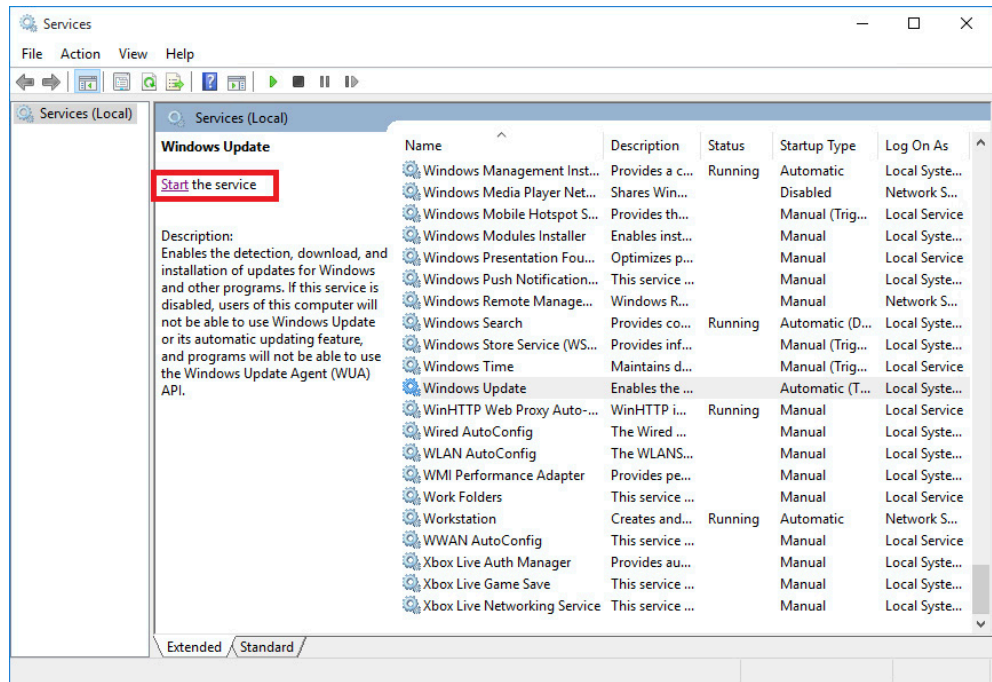 Services
File Action View Help
Services (Local)
Services (Local)
Windows Update
Start the service
Description:
Enables the detection, download, and
installation of updates for Windows
and other programs. If this service is
disabled, users of this computer will
not be able to use Windows Update
or its automatic updating feature,
and programs will not be able to use
the Windows Update Agent (WUA)
API.
Name Description Status Startup Type Log On As
Windows Management Inst... Provides a c... Running Automatic Local Syste...
Windows Media Player Net... Shares Win... Disabled Network S...
Windows Mobile Hotspot S... Provides th... Manual (Trig... Local Service
Windows Modules Installer Enables inst... Manual Local Syste...
Windows Presentation Fou... Optimizes p... Manual Local Service
Windows Push Notification... This service ... Manual Local Syste...
Windows Remote Manage... Windows R... Manual Network S...
Windows Search Provides co... Running Automatic (D... Local Syste...
Windows Store Service (WS... Provides inf... Manual (Trig... Local Syste...
Windows Time Maintains d... Manual (Trig... Local Service
Windows Update Enables the ... Automatic (T... Local Syste...
WinHTTP Web Proxy Auto-... WinHTTP i... Running Manual Local Service
Wired AutoConfig The Wired ... Manual Local Syste...
WLAN AutoConfig The WLANS... Manual Local Syste...
WMI Performance Adapter Provides pe... Manual Local Syste...
Work Folders This service ... Manual Local Service
Workstation Creates and... Running Automatic Network S...
WWAN AutoConfig This service ... Manual Local Service
Xbox Live Auth Manager Provides au... Manual Local Syste...
Xbox Live Game Save This service ... Manual Local Syste...
Xbox Live Networking Service This service ... Manual Local Syste...
Extended Standard